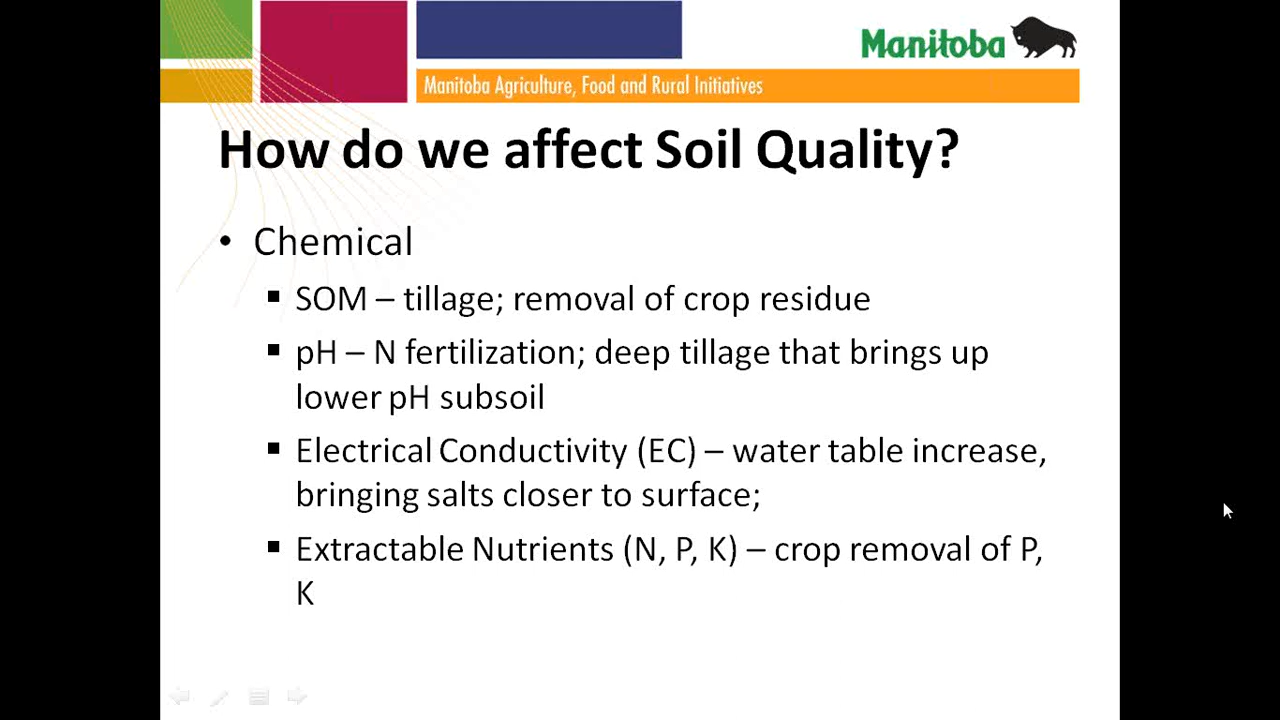 Manitoba
Manitoba Agriculture, Food and Rural Initiatives
How do we affect Soil Quality?
• Chemical
▪ SOM – tillage; removal of crop residue
▪ pH – N fertilization; deep tillage that brings up
lower pH subsoil
▪ Electrical Conductivity (EC) – water table increase,
bringing salts closer to surface;
▪ Extractable Nutrients (N, P, K) – crop removal of P,
K